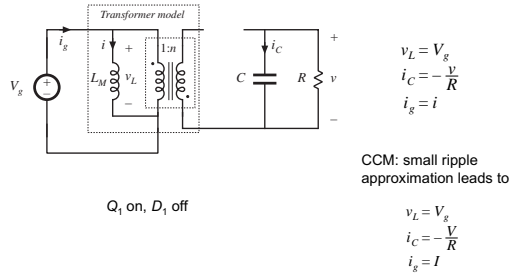 Transformer model
i_g
i
+
1:n
i_C
+
V_g
+
–
L_M
v_L
C
R
v
–
–
Q_1 on, D_1 off
v_L = V_g
i_C = – v/R
i_g = i
CCM: small ripple
approximation leads to
v_L = V_g
i_C = – V/R
i_g = I